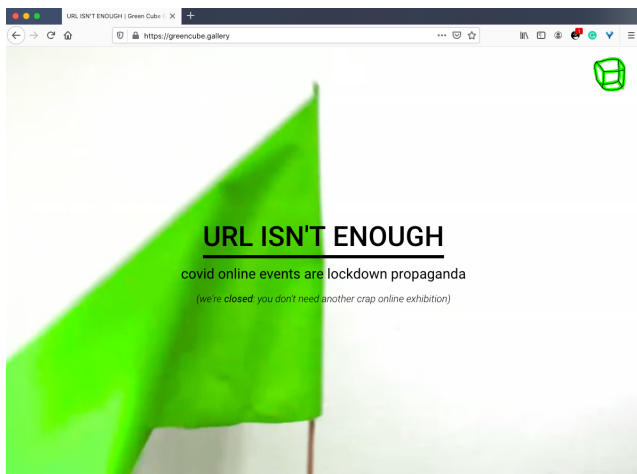 URL ISN'T ENOUGH | Green Cube
https://greencube.gallery
URL ISN'T ENOUGH
covid online events are lockdown propaganda
(we're closed: you don't need another crap online exhibition)